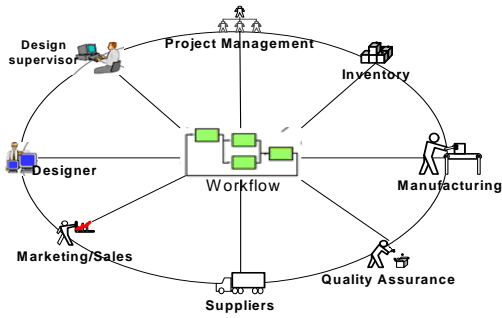 Project Management
Design
supervisor
Inventory
Designer
Workflow
Manufacturing
Marketing/Sales
Quality Assurance
Suppliers